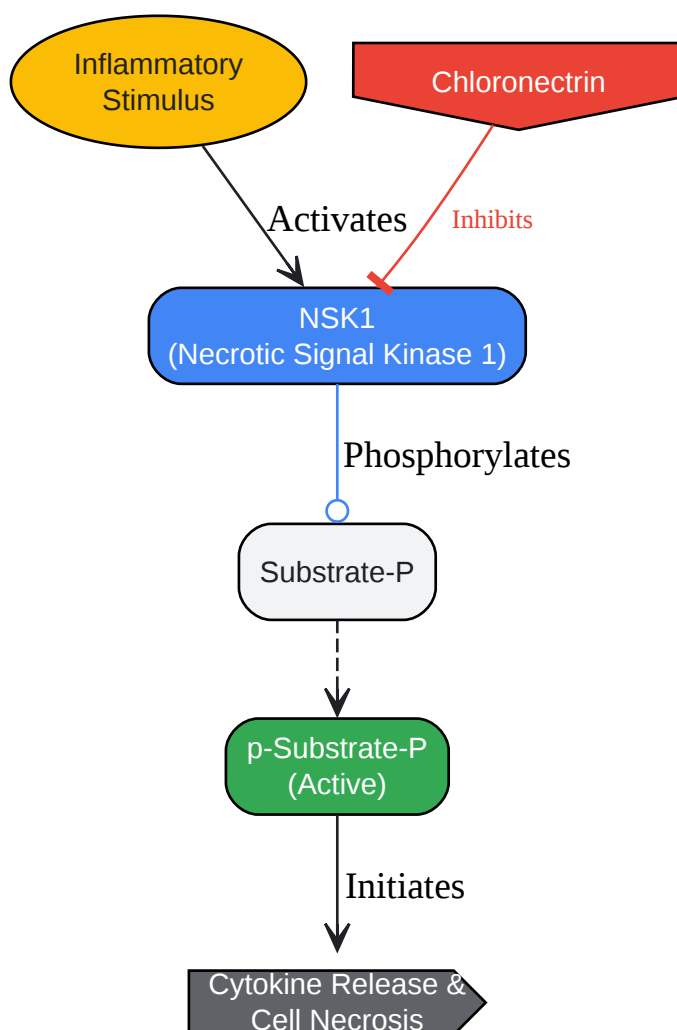 Inflammatory
Stimulus
Chloronectrin
Activates
Inhibits
NSK1
(Necrotic Signal Kinase 1)
Phosphorylates
Substrate-P
p-Substrate-P
(Active)
Initiates
Cytokine Release &
Cell Necrosis